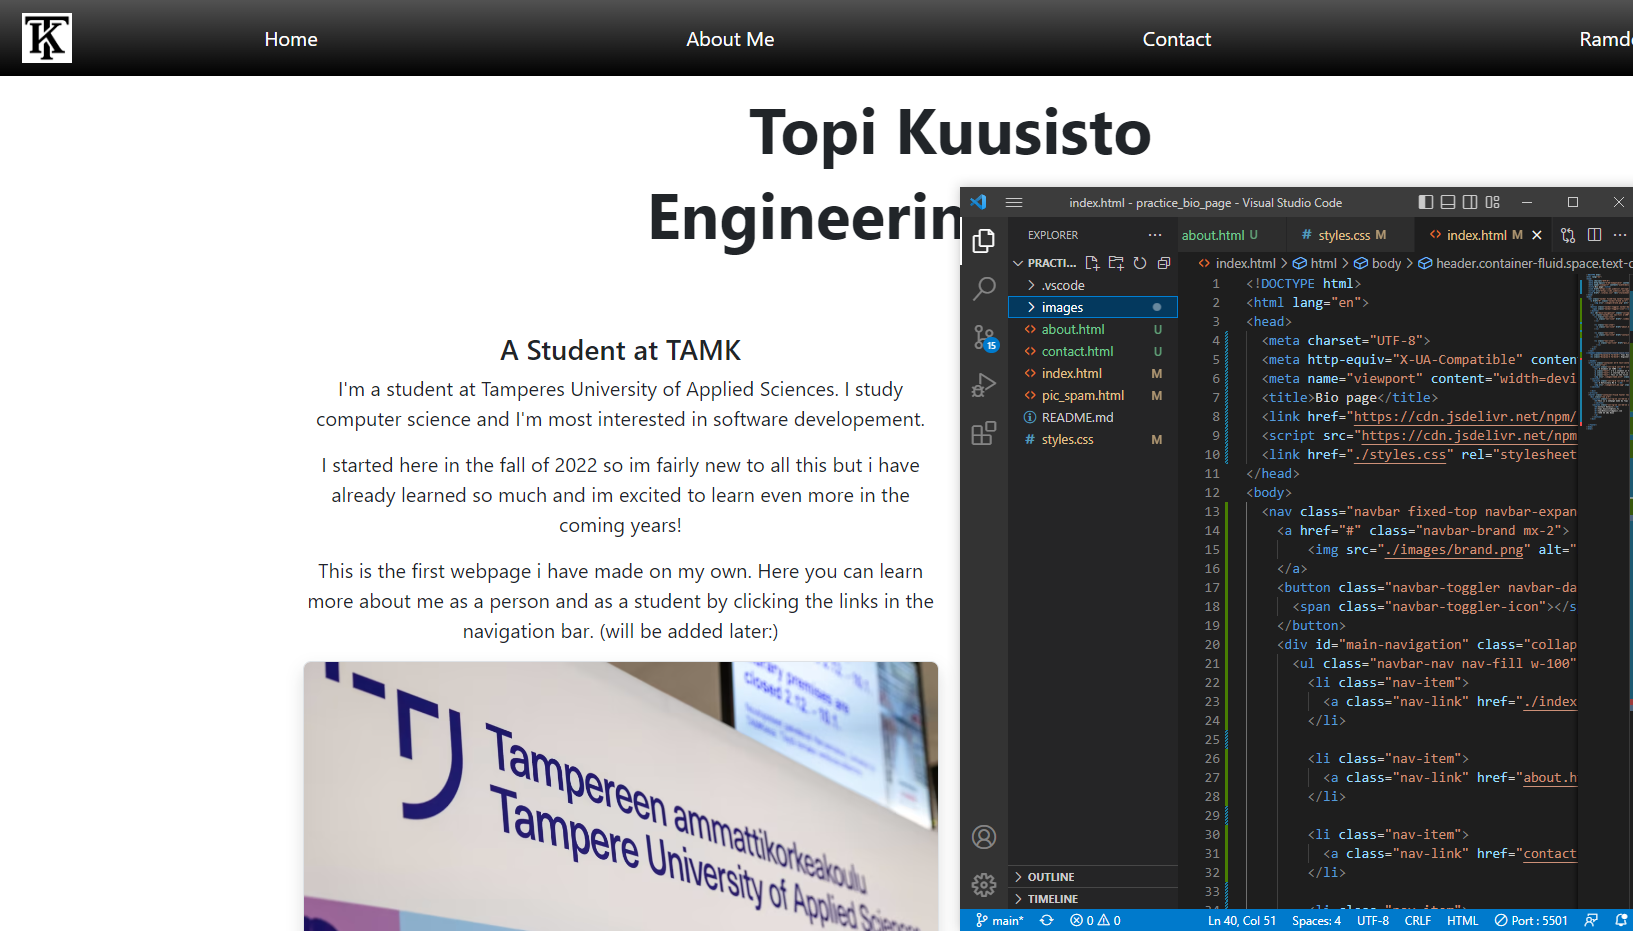 TK
Home
About Me
Contact
Topi Kuusisto
A Student at TAMK
I'm a student at Tamperes University of Applied Sciences. I study
computer science and I'm most interested in software developement.
I started here in the fall of 2022 so im fairly new to all this but i have
already learned so much and im excited to learn even more in the
coming years!
This is the first webpage i have made on my own. Here you can learn
more about me as a person and as a student by clicking the links in the
navigation bar. (will be added later:)
premises are
closed 2.12. - 10.1.
Tampereen ammattikorkeakoulu
Tampere University of Applied
index.html - practice_bio_page - Visual Studio Code
EXPLORER
about.html U
# styles.css M
index.html M
PRACTI...
index.html > html > body > header.container-fluid.space.text-
.vscode
images
about.html U
contact.html U
index.html M
pic_spam.html M
README.md
# styles.css M
15
OUTLINE
TIMELINE
1 <!DOCTYPE html>
2 <html lang="en">
3 <head>
4 <meta charset="UTF-8">
5 <meta http-equiv="X-UA-Compatible" conten
6 <meta name="viewport" content="width=devi
7 <title>Bio page</title>
8 <link href="https://cdn.jsdelivr.net/npm/
9 <script src="https://cdn.jsdelivr.net/npm
10 <link href="./styles.css" rel="stylesheet
11 </head>
12 <body>
13 <nav class="navbar fixed-top navbar-expan
14 <a href="#" class="navbar-brand mx-2">
15 <img src="./images/brand.png" alt="
16 </a>
17 <button class="navbar-toggler navbar-da
18 <span class="navbar-toggler-icon"></s
19 </button>
20 <div id="main-navigation" class="collap
21 <ul class="navbar-nav nav-fill w-100"
22 <li class="nav-item">
23 <a class="nav-link" href="./index
24 </li>
25
26 <li class="nav-item">
27 <a class="nav-link" href="about.h
28 </li>
29
30 <li class="nav-item">
31 <a class="nav-link" href="contact
32 </li>
33
main*
0
0
Ln 40, Col 51
Spaces: 4
UTF-8
CRLF
HTML
Port : 5501